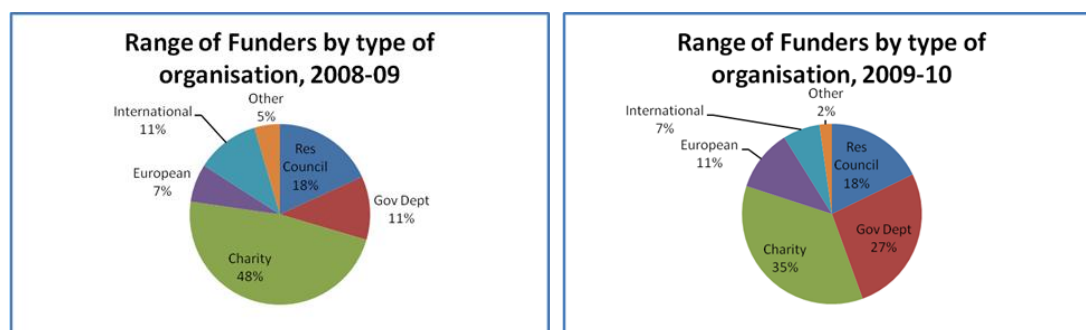 Range of Funders by type of
organisation, 2008-09
Other
5%
International
11%
European
7%
Res
Council
18%
Gov Dept
11%
Charity
48%
Range of Funders by type of
organisation, 2009-10
Other
2%
International
7%
European
11%
Res
Council
18%
Gov Dept
27%
Charity
35%